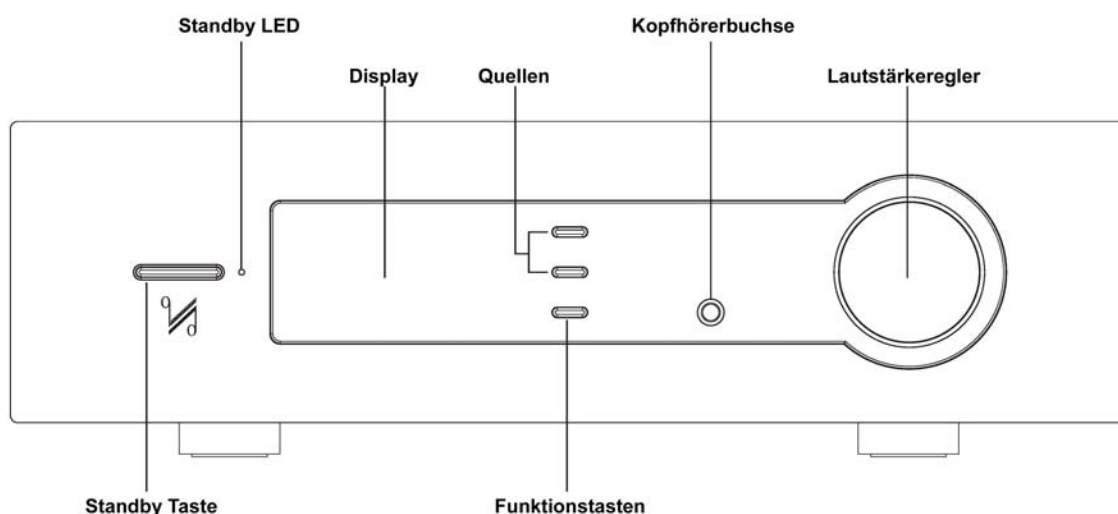 Standby LED
Kopfhörerbuchse
Display
Quellen
Lautstärkeregler
Standby Taste
Funktionstasten